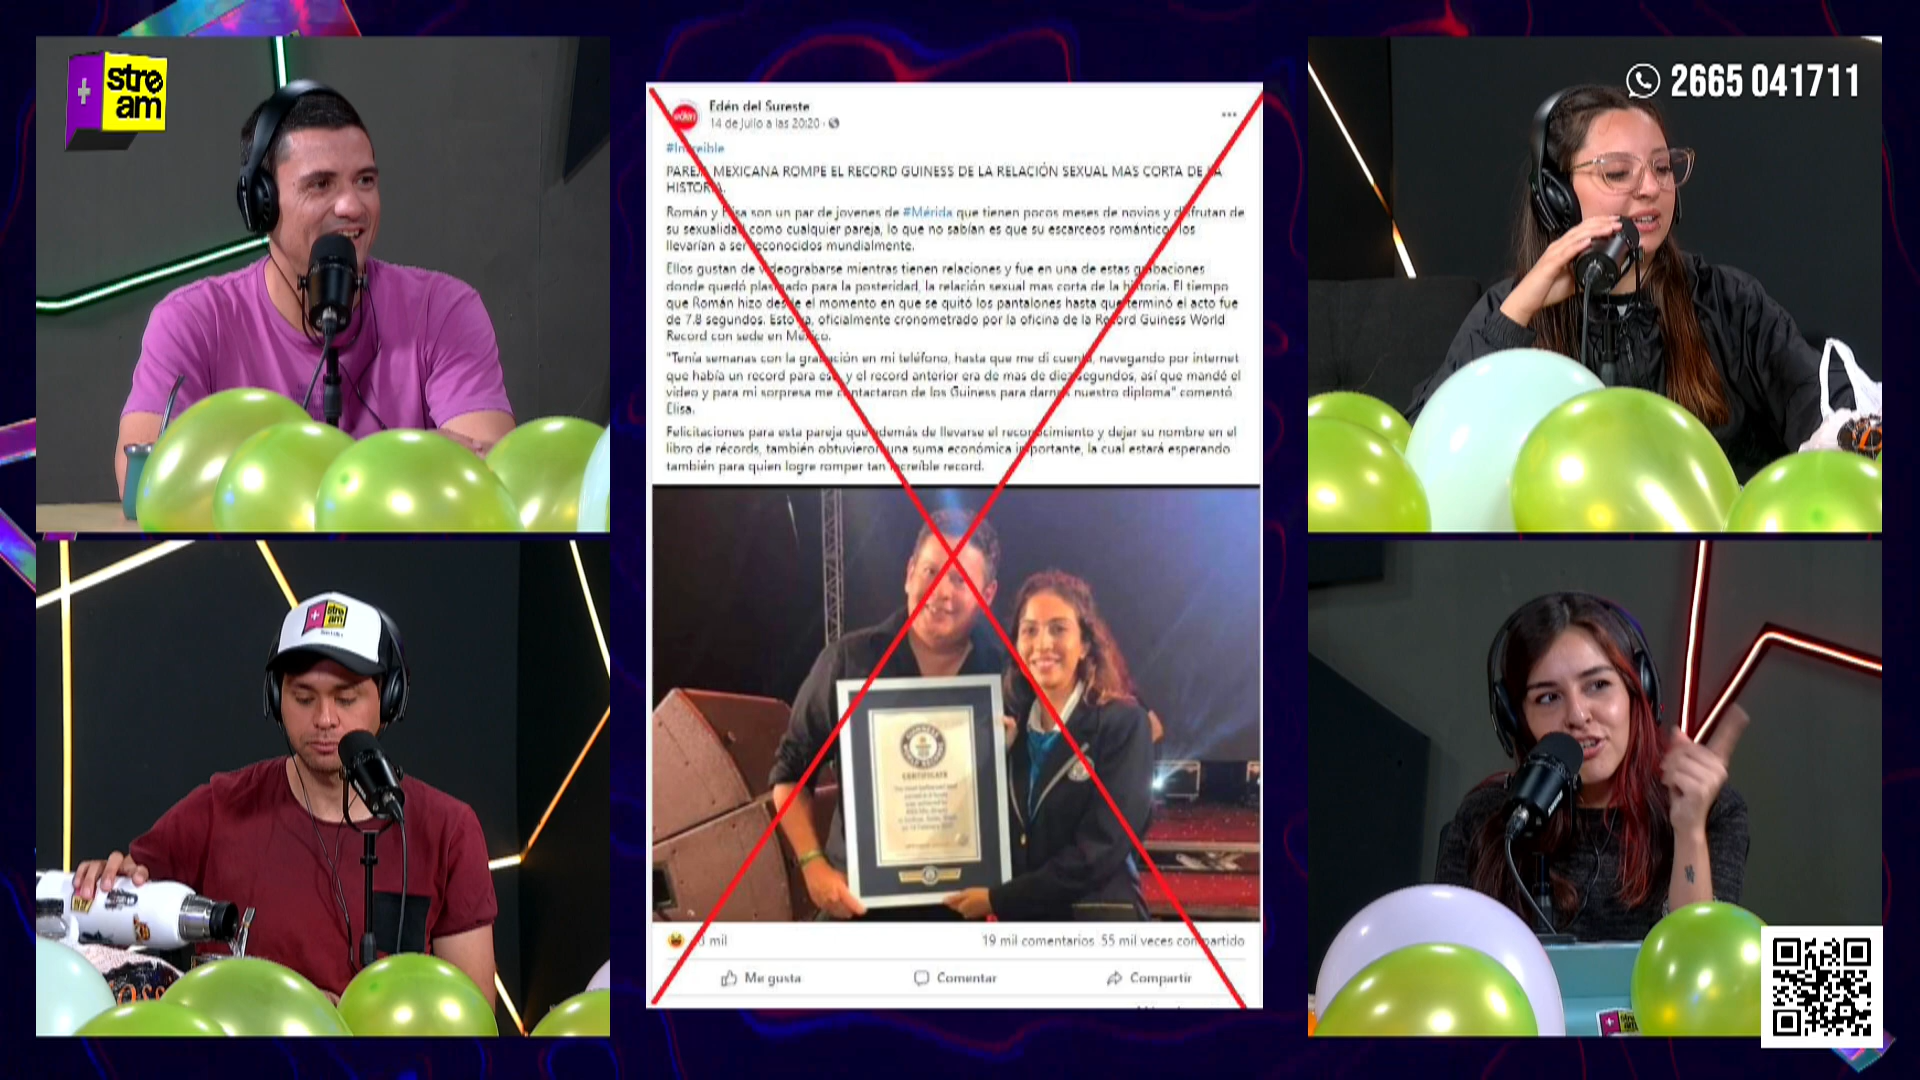 +
stre
am
2665 041711
Edén del Sureste
14 de Julio a las 20:20
#Increible
PAREJA MEXICANA ROMPE EL RECORD GUINESS DE LA RELACIÓN SEXUAL MAS CORTA DE LA
HISTORIA.
Román y Elisa son un par de jovenes de #Mérida que tienen pocos meses de novios y disfrutan de
su sexualidad como cualquier pareja, lo que no sabían es que su escarceos romántico, los
llevarían a ser reconocidos mundialmente.
Ellos gustan de videograbarse mientras tienen relaciones y fue en una de estas grabaciones
donde quedó plasmado para la posteridad, la relación sexual mas corta de la historia. El tiempo
que Román hizo desde el momento en que se quitó los pantalones hasta que terminó el acto fue
de 7.8 segundos. Esto ya, oficialmente cronometrado por la oficina de la Record Guiness World
Record con sede en México.
"Tenía semanas con la grabación en mi teléfono, hasta que me di cuenta, navegando por internet
que había un record para eso, y el record anterior era de mas de diez segundos, así que mandé el
video y para mi sorpresa me contactaron de los Guiness para darnos nuestro diploma" comentó
Elisa.
Felicitaciones para esta pareja que además de llevarse el reconocimiento y dejar su nombre en el
libro de récords, también obtuvieron una suma económica importante, la cual estará esperando
también para quien logre romper tan increíble record.
CERTIFICATE
3 mil
19 mil comentarios 55 mil veces compartido
Me gusta
Comentar
Compartir
+ stre
am